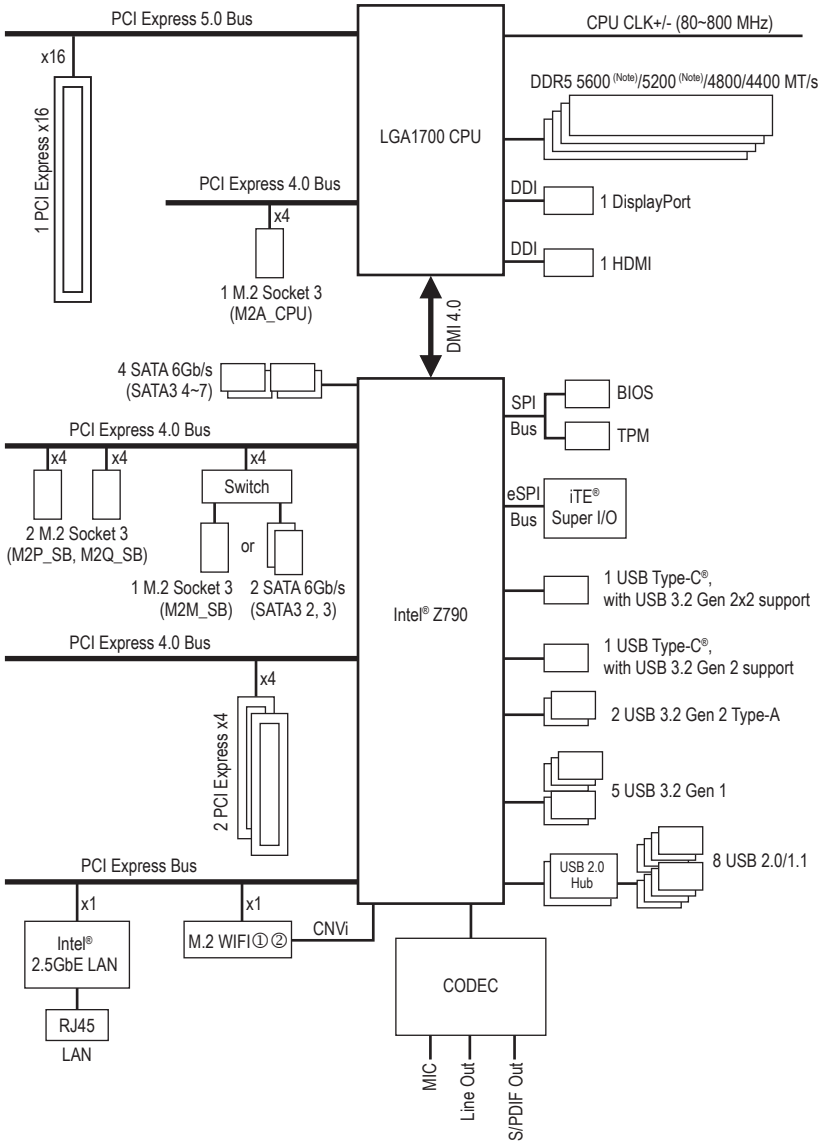 PCI Express 5.0 Bus
CPU CLK+/- (80~800 MHz)
x16
1 PCI Express x16
LGA1700 CPU
DDR5 5600 (Note)/5200 (Note)/4800/4400 MT/s
PCI Express 4.0 Bus
x4
1 M.2 Socket 3
(M2A_CPU)
DDI
1 DisplayPort
DDI
1 HDMI
DMI 4.0
4 SATA 6Gb/s
(SATA3 4~7)
SPI
Bus
BIOS
TPM
PCI Express 4.0 Bus
x4
x4
x4
Switch
2 M.2 Socket 3
(M2P_SB, M2Q_SB)
or
1 M.2 Socket 3
(M2M_SB)
2 SATA 6Gb/s
(SATA3 2, 3)
eSPI
Bus
iTE®
Super I/O
Intel® Z790
1 USB Type-C®,
with USB 3.2 Gen 2x2 support
PCI Express 4.0 Bus
x4
2 PCI Express x4
1 USB Type-C®,
with USB 3.2 Gen 2 support
2 USB 3.2 Gen 2 Type-A
5 USB 3.2 Gen 1
PCI Express Bus
x1
x1
USB 2.0
Hub
8 USB 2.0/1.1
Intel®
2.5GbE LAN
M.2 WIFI①②
CNVi
RJ45
LAN
CODEC
MIC
Line Out
S/PDIF Out